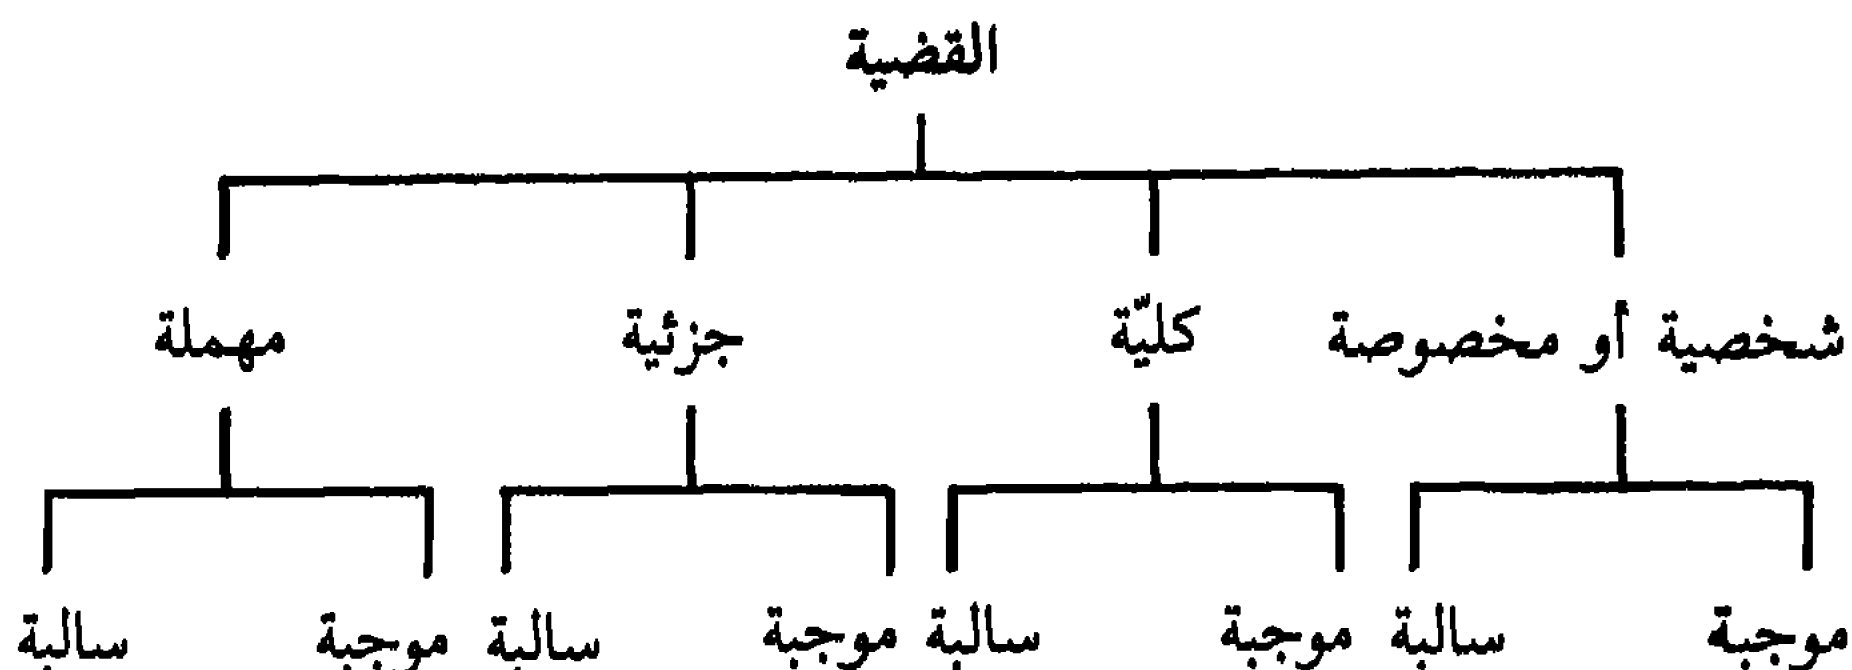 القضية
شخصية أو مخصوصة كليّة جزئية مهملة
موجبة سالبة موجبة سالبة موجبة سالبة موجبة سالبة